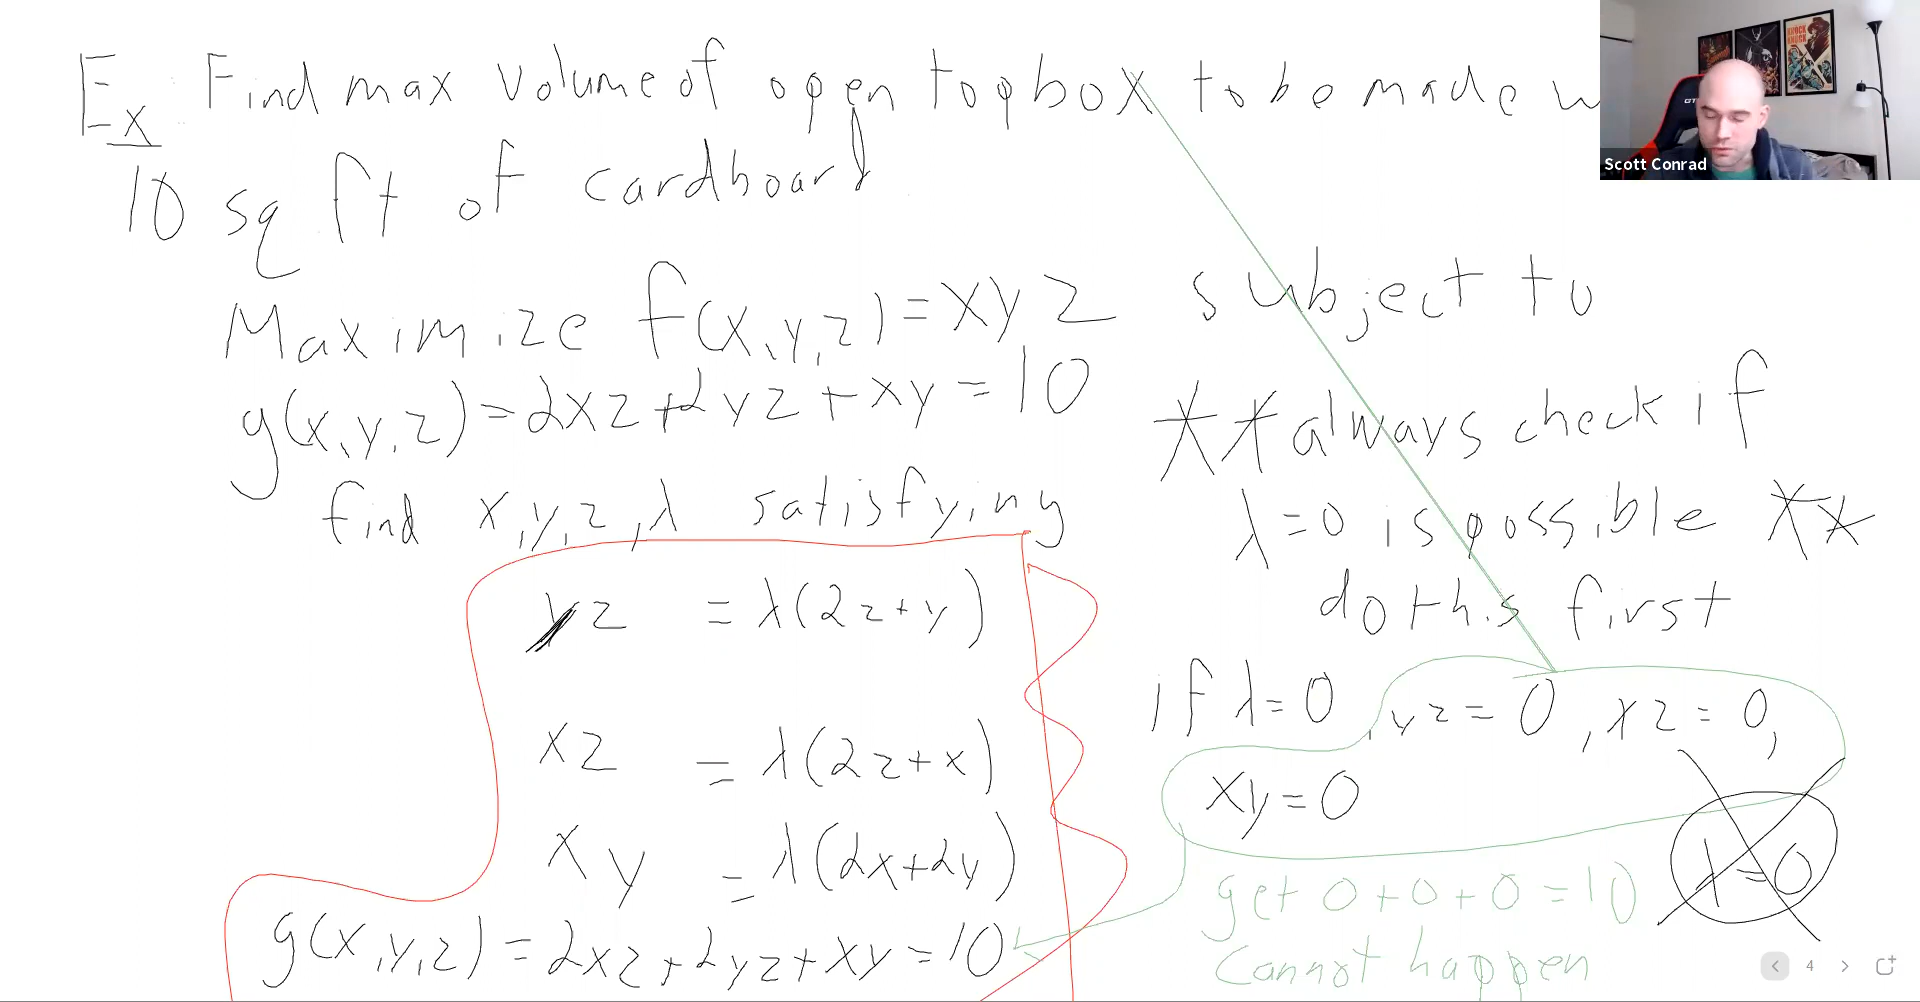 Ex: Find max volume of open top box to be made w
10 sq ft of cardboard
Maximize f(x,y,z)=xyz subject to
g(x,y,z)=2xz+2yz+xy=10
find x,y,z,λ satisfying
yz = λ(2z+y)
xz = λ(2z+x)
xy = λ(2x+2y)
g(x,y,z)=2xz+2yz+xy=10
**always check if
λ=0 is possible **
do this first
if λ=0, yz=0, xz=0,
xy=0
λ=0
get 0+0+0=10
cannot happen
Scott Conrad
KNOCK KNOCK
GT
4